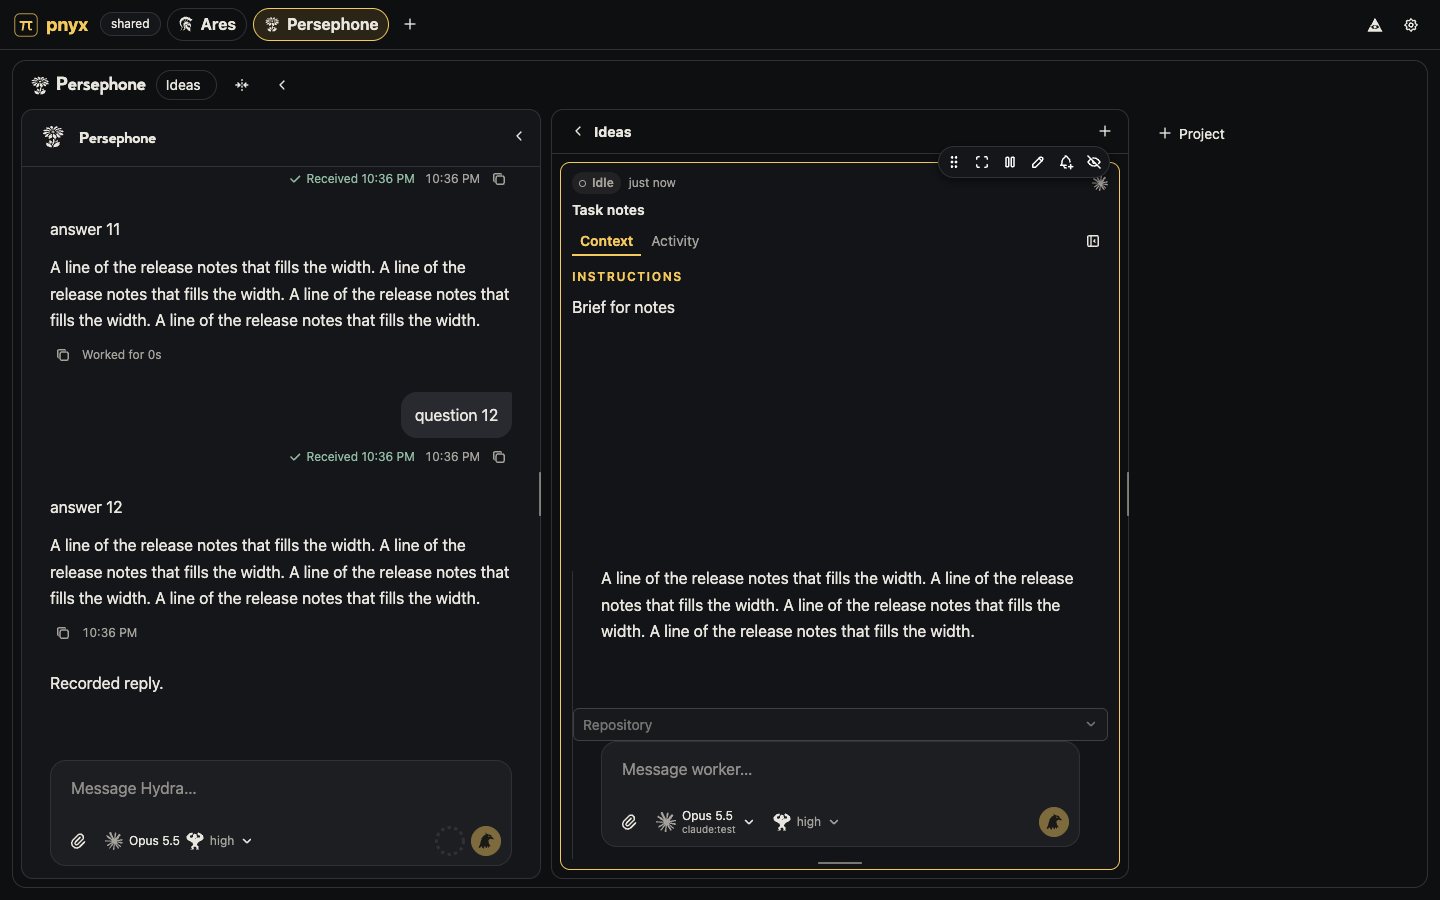 π pnyx
shared
Ares
Persephone
Persephone
Ideas
Persephone
Received 10:36 PM 10:36 PM
answer 11
A line of the release notes that fills the width. A line of the
release notes that fills the width. A line of the release notes that
fills the width. A line of the release notes that fills the width.
Worked for 0s
question 12
Received 10:36 PM 10:36 PM
answer 12
A line of the release notes that fills the width. A line of the
release notes that fills the width. A line of the release notes that
fills the width. A line of the release notes that fills the width.
10:36 PM
Recorded reply.
Message Hydra...
Opus 5.5 high
Ideas
Idle just now
Task notes
Context Activity
INSTRUCTIONS
Brief for notes
A line of the release notes that fills the width. A line of the release
notes that fills the width. A line of the release notes that fills the
width. A line of the release notes that fills the width.
Repository
Message worker...
Opus 5.5
claude:test
high
Project